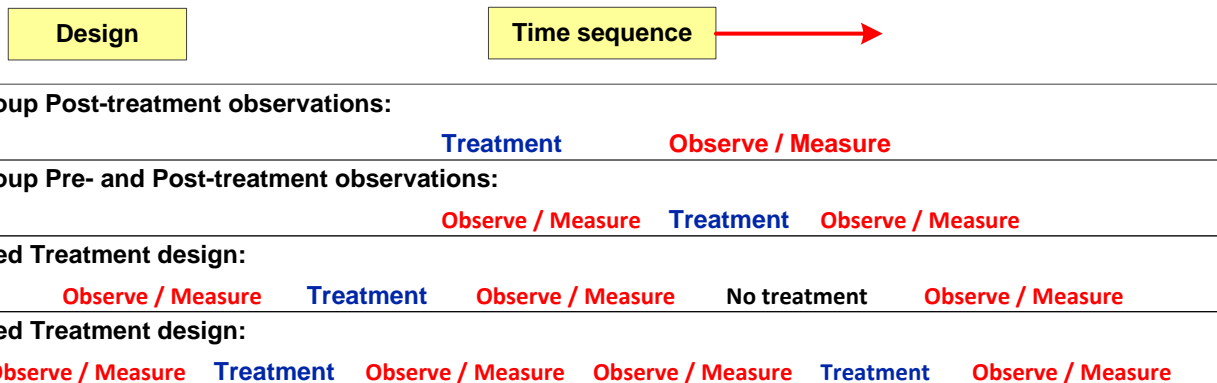 Design Time sequence
oup Post-treatment observations:
Treatment Observe / Measure
oup Pre- and Post-treatment observations:
Observe / Measure Treatment Observe / Measure
ed Treatment design:
Observe / Measure Treatment Observe / Measure No treatment Observe / Measure
ed Treatment design:
Observe / Measure Treatment Observe / Measure Observe / Measure Treatment Observe / Measure